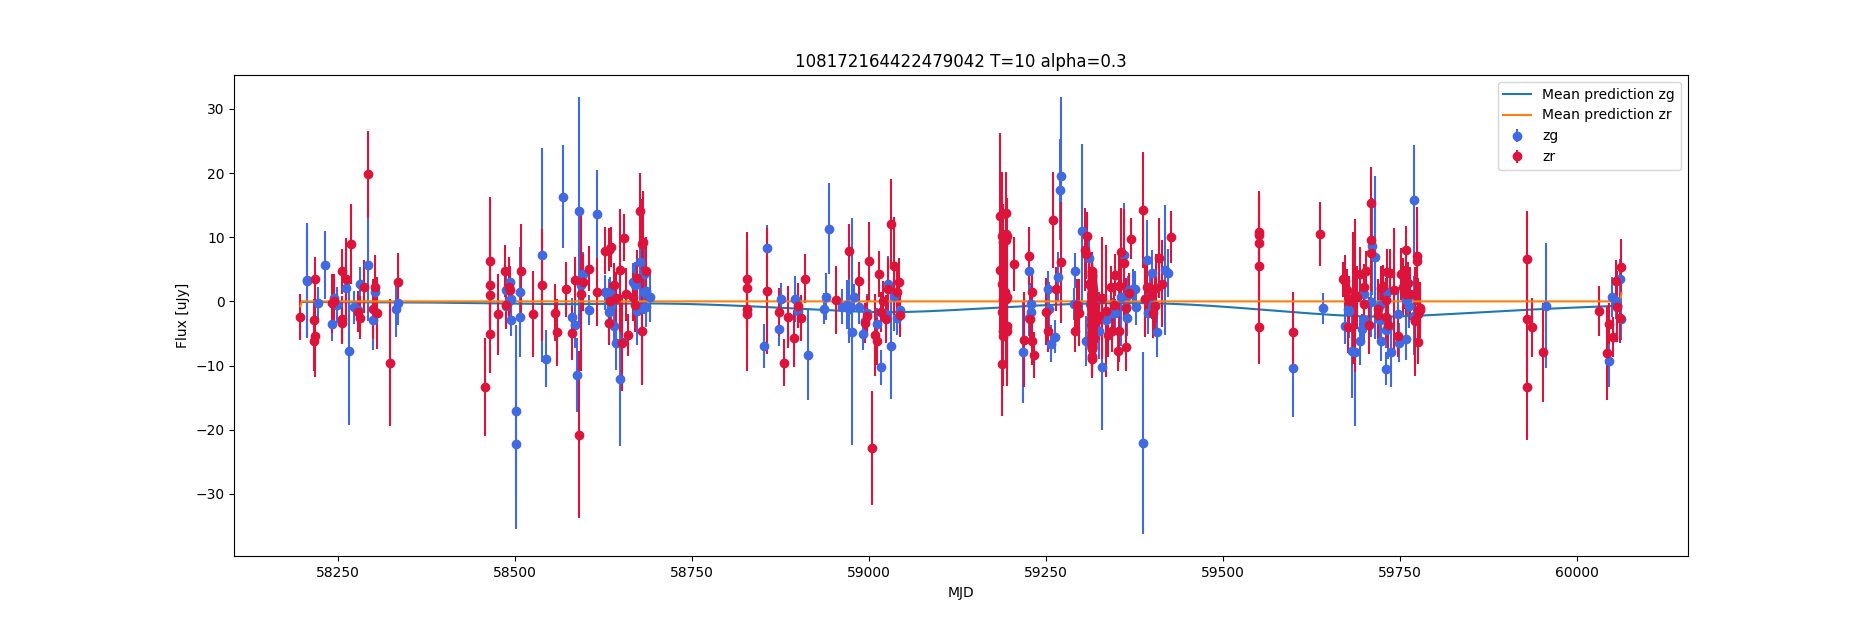 108172164422479042 T=10 alpha=0.3
Mean prediction zg
Mean prediction zr
zg
zr
Flux [uJy]
30
20
10
0
−10
−20
−30
58250 58500 58750 59000 59250 59500 59750 60000
MJD